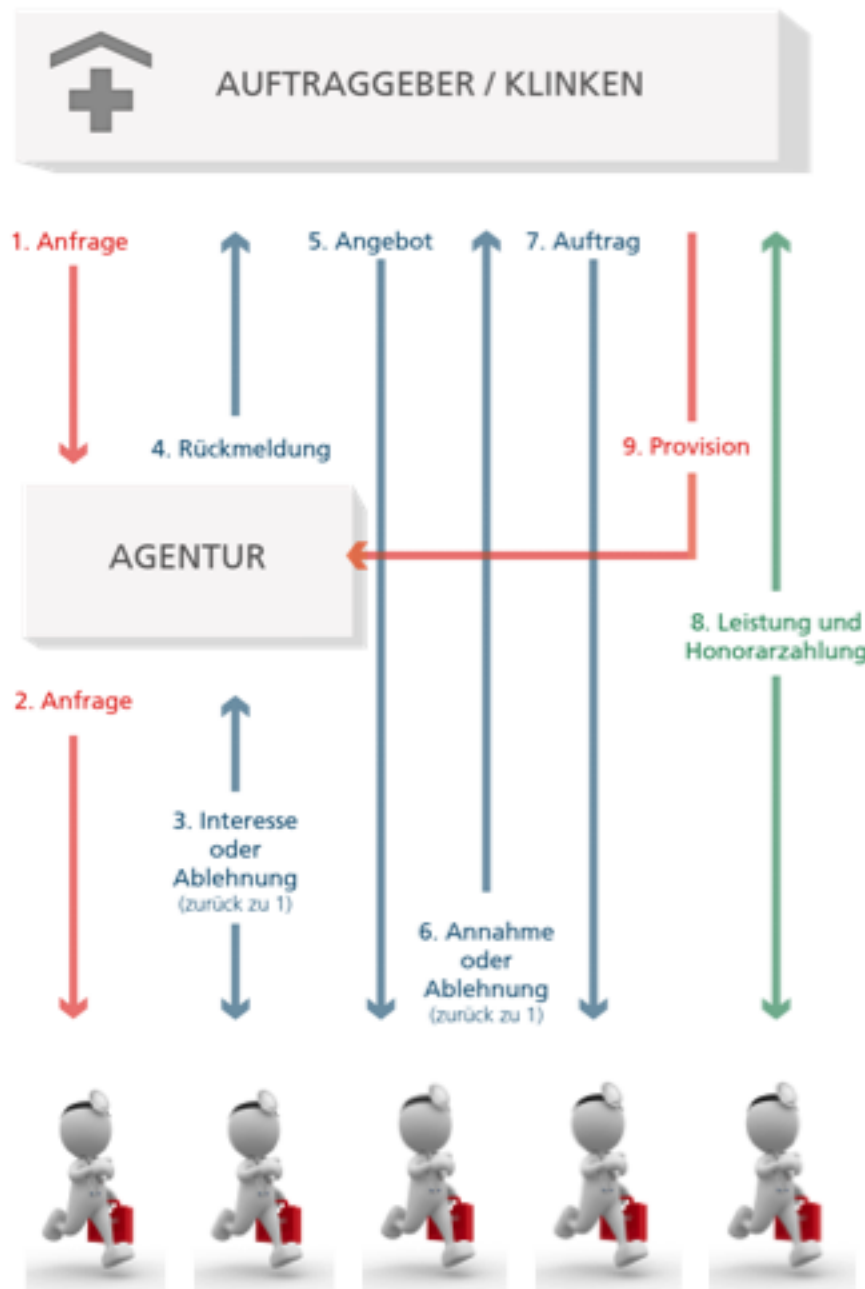 AUFTRAGGEBER / KLINKEN
1. Anfrage
5. Angebot
7. Auftrag
4. Rückmeldung
9. Provision
AGENTUR
8. Leistung und
Honorarzahlung
2. Anfrage
3. Interesse
oder
Ablehnung
(zurück zu 1)
6. Annahme
oder
Ablehnung
(zurück zu 1)